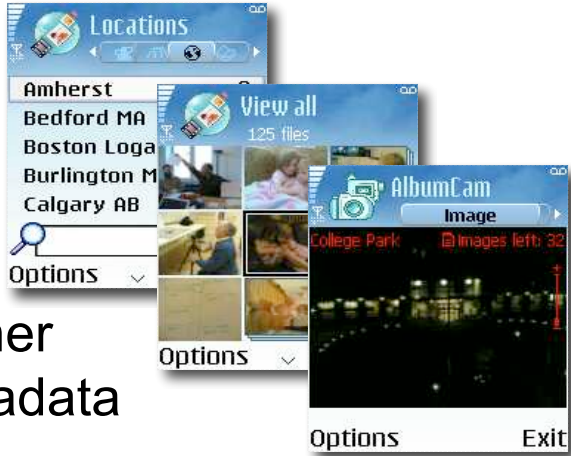 Locations
Amherst
Bedford MA
Boston Loga
Burlington M
Calgary AB
Options
View all
125 files
Options
AlbumCam
Image
College Park
Images left: 32
Options
Exit
ner
adata